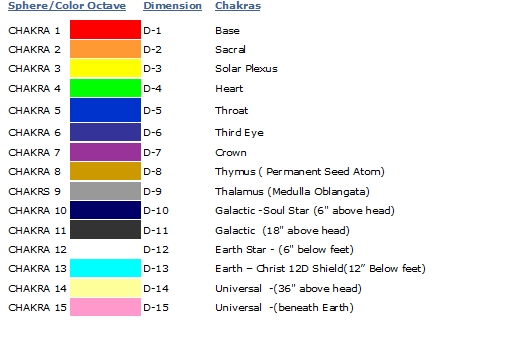 Sphere/Color Octave Dimension Chakras
CHAKRA 1 D-1 Base
CHAKRA 2 D-2 Sacral
CHAKRA 3 D-3 Solar Plexus
CHAKRA 4 D-4 Heart
CHAKRA 5 D-5 Throat
CHAKRA 6 D-6 Third Eye
CHAKRA 7 D-7 Crown
CHAKRA 8 D-8 Thymus ( Permanent Seed Atom)
CHAKRS 9 D-9 Thalamus (Medulla Oblangata)
CHAKRA 10 D-10 Galactic -Soul Star (6" above head)
CHAKRA 11 D-11 Galactic (18" above head)
CHAKRA 12 D-12 Earth Star - (6" below feet)
CHAKRA 13 D-13 Earth – Christ 12D Shield(12" Below feet)
CHAKRA 14 D-14 Universal -(36" above head)
CHAKRA 15 D-15 Universal -(beneath Earth)